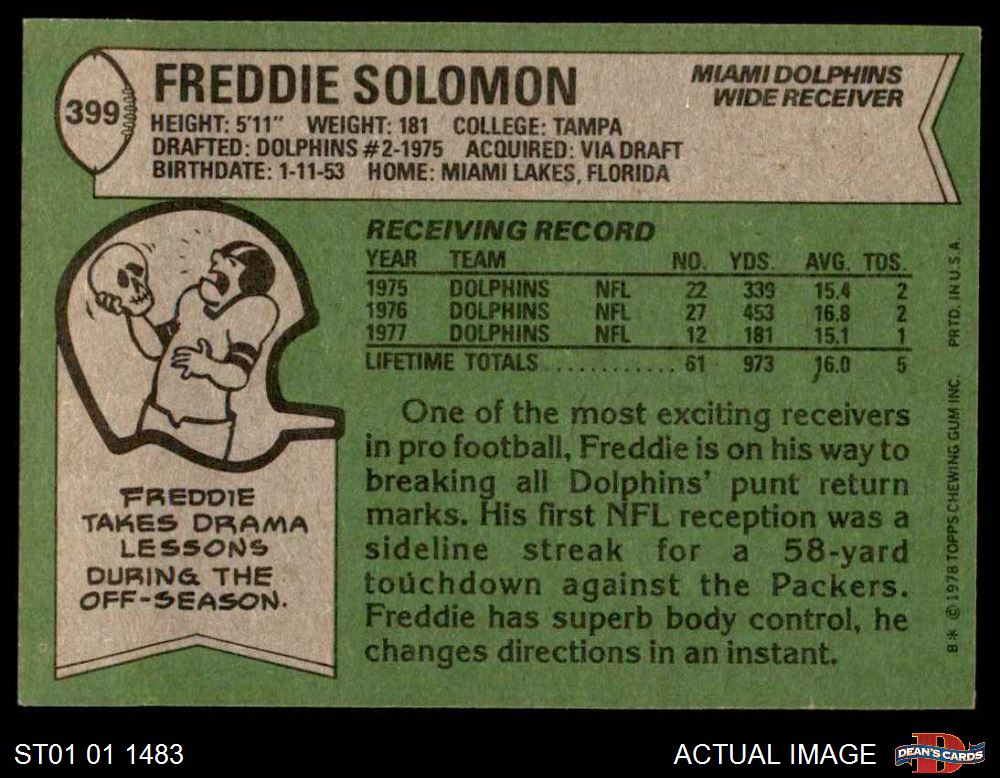 399
FREDDIE SOLOMON
MIAMI DOLPHINS
WIDE RECEIVER
HEIGHT: 5'11" WEIGHT: 181 COLLEGE: TAMPA
DRAFTED: DOLPHINS #2-1975 ACQUIRED: VIA DRAFT
BIRTHDATE: 1-11-53 HOME: MIAMI LAKES, FLORIDA
RECEIVING RECORD
YEAR TEAM NO. YDS. AVG. TDS.
1975 DOLPHINS NFL 22 339 15.4 2
1976 DOLPHINS NFL 27 453 16.8 2
1977 DOLPHINS NFL 12 181 15.1 1
LIFETIME TOTALS ........... 61 973 16.0 5
One of the most exciting receivers
in pro football, Freddie is on his way to
breaking all Dolphins' punt return
marks. His first NFL reception was a
sideline streak for a 58-yard
touchdown against the Packers.
Freddie has superb body control, he
changes directions in an instant.
FREDDIE
TAKES DRAMA
LESSONS
DURING THE
OFF-SEASON.
B* © 1978 TOPPS CHEWING GUM INC. PRTD. IN U.S.A.
ST01 01 1483
ACTUAL IMAGE
D
DEAN'S CARDS